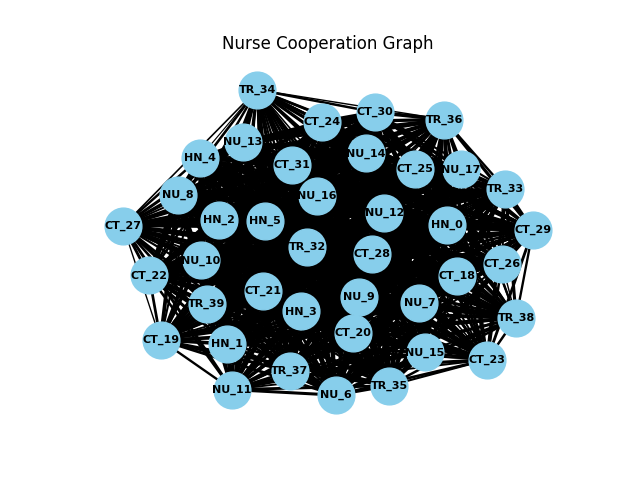 Nurse Cooperation Graph
TR_34
CT_30
CT_24
TR_36
NU_13
NU_14
HN_4
CT_31
CT_25
NU_17
TR_33
NU_8
NU_16
NU_12
HN_2
HN_5
HN_0
CT_27
CT_29
TR_32
CT_28
NU_10
CT_26
CT_22
CT_18
CT_21
NU_9
TR_39
NU_7
HN_3
TR_38
CT_20
CT_19
HN_1
NU_15
CT_23
TR_37
TR_35
NU_11
NU_6